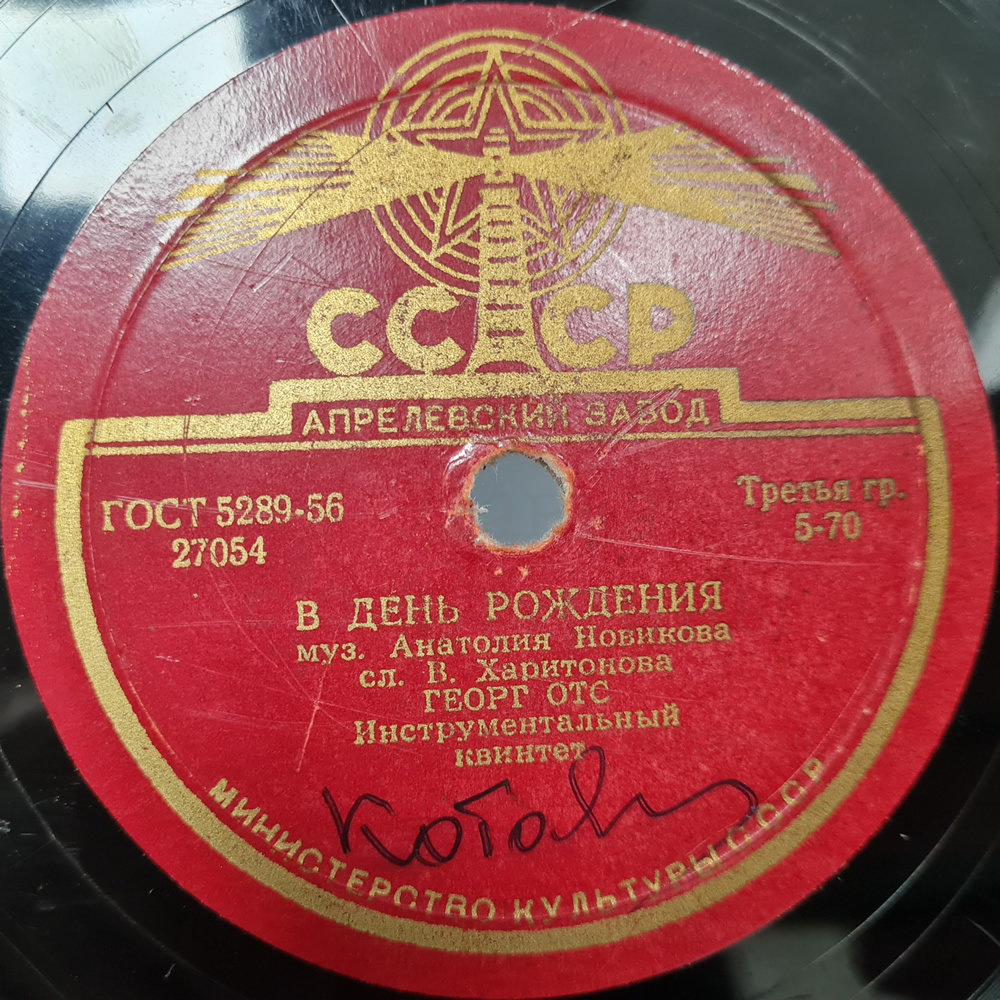 СССР
АПРЕЛЕВСКИЙ ЗАВОД
ГОСТ 5289-56
27054
Третья гр.
5-70
В ДЕНЬ РОЖДЕНИЯ
муз. Анатолия Новикова
сл. В. Харитонова
ГЕОРГ ОТС
Инструментальный
квинтет
МИНИСТЕРСТВО КУЛЬТУРЫ СССР